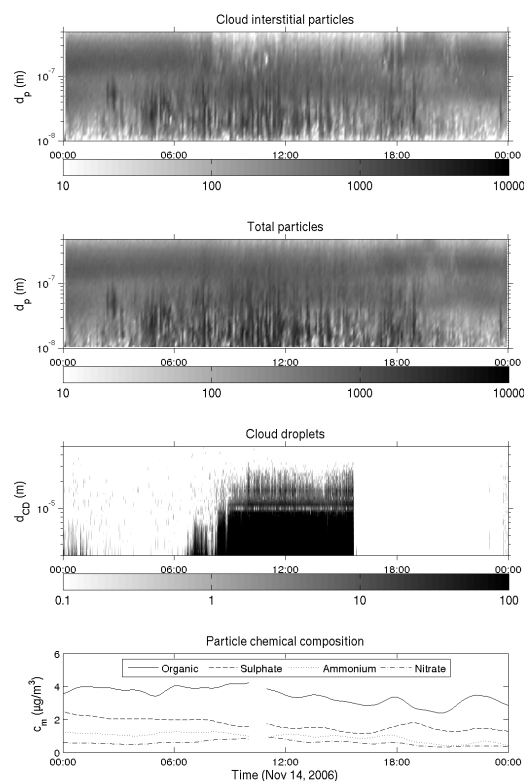 Cloud interstitial particles
d_p (m)
10^-7
10^-8
00:00 06:00 12:00 18:00 00:00
10 100 1000 10000
Total particles
d_p (m)
10^-7
10^-8
00:00 06:00 12:00 18:00 00:00
10 100 1000 10000
Cloud droplets
d_CD (m)
10^-5
00:00 06:00 12:00 18:00 00:00
0.1 1 10 100
Particle chemical composition
Organic Sulphate Ammonium Nitrate
c_m (µg/m³)
6
4
2
0
00:00 06:00 12:00 18:00 00:00
Time (Nov 14, 2006)